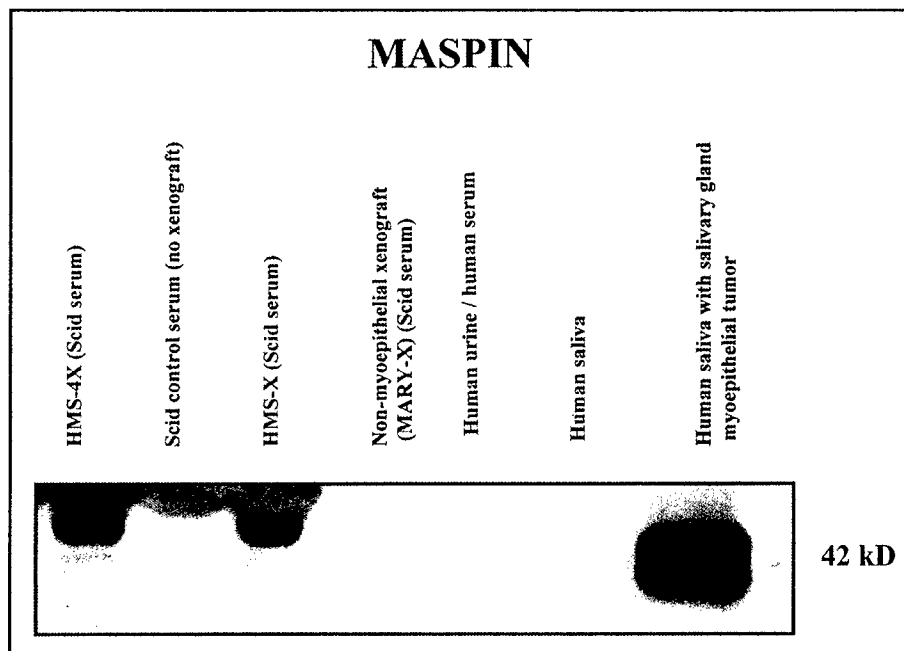 MASPIN
HMS-4X (Scid serum)
Scid control serum (no xenograft)
HMS-X (Scid serum)
Non-myoepithelial xenograft
(MARY-X) (Scid serum)
Human urine / human serum
Human saliva
Human saliva with salivary gland
myoepithelial tumor
42 kD